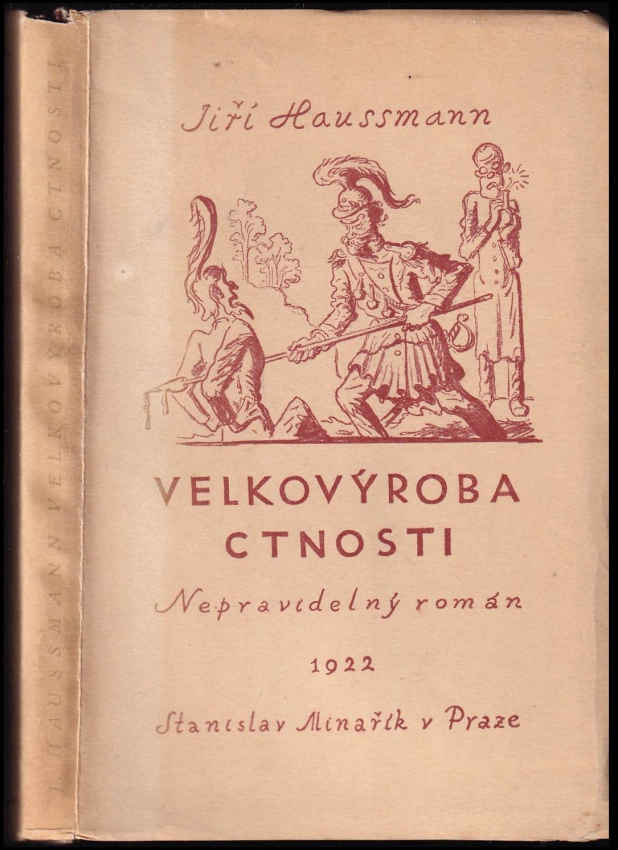 Jiří Haussmann
VELKOVÝROBA
CTNOSTI
Nepravidelný román
1922
Stanislav Minařík v Praze
J. HAUSSMANN VELKOVÝROBA CTNOSTI